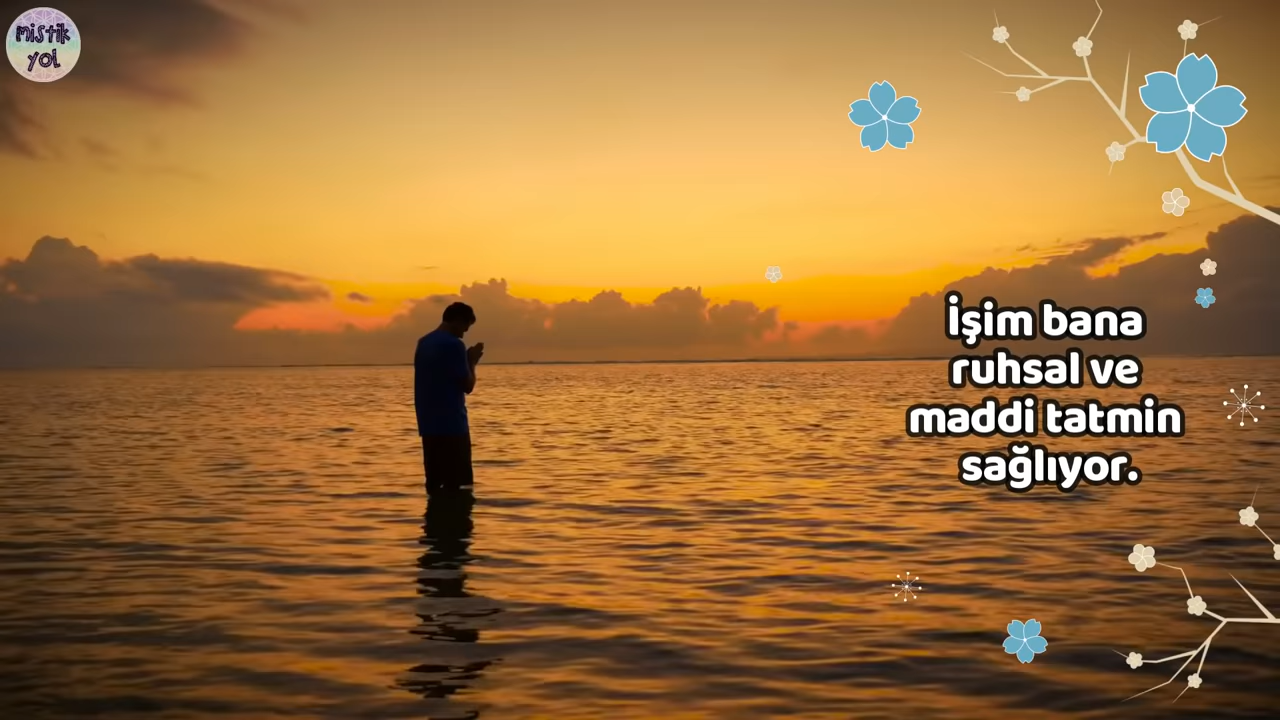 mistik
yol
İşim bana
ruhsal ve
maddi tatmin
sağlıyor.